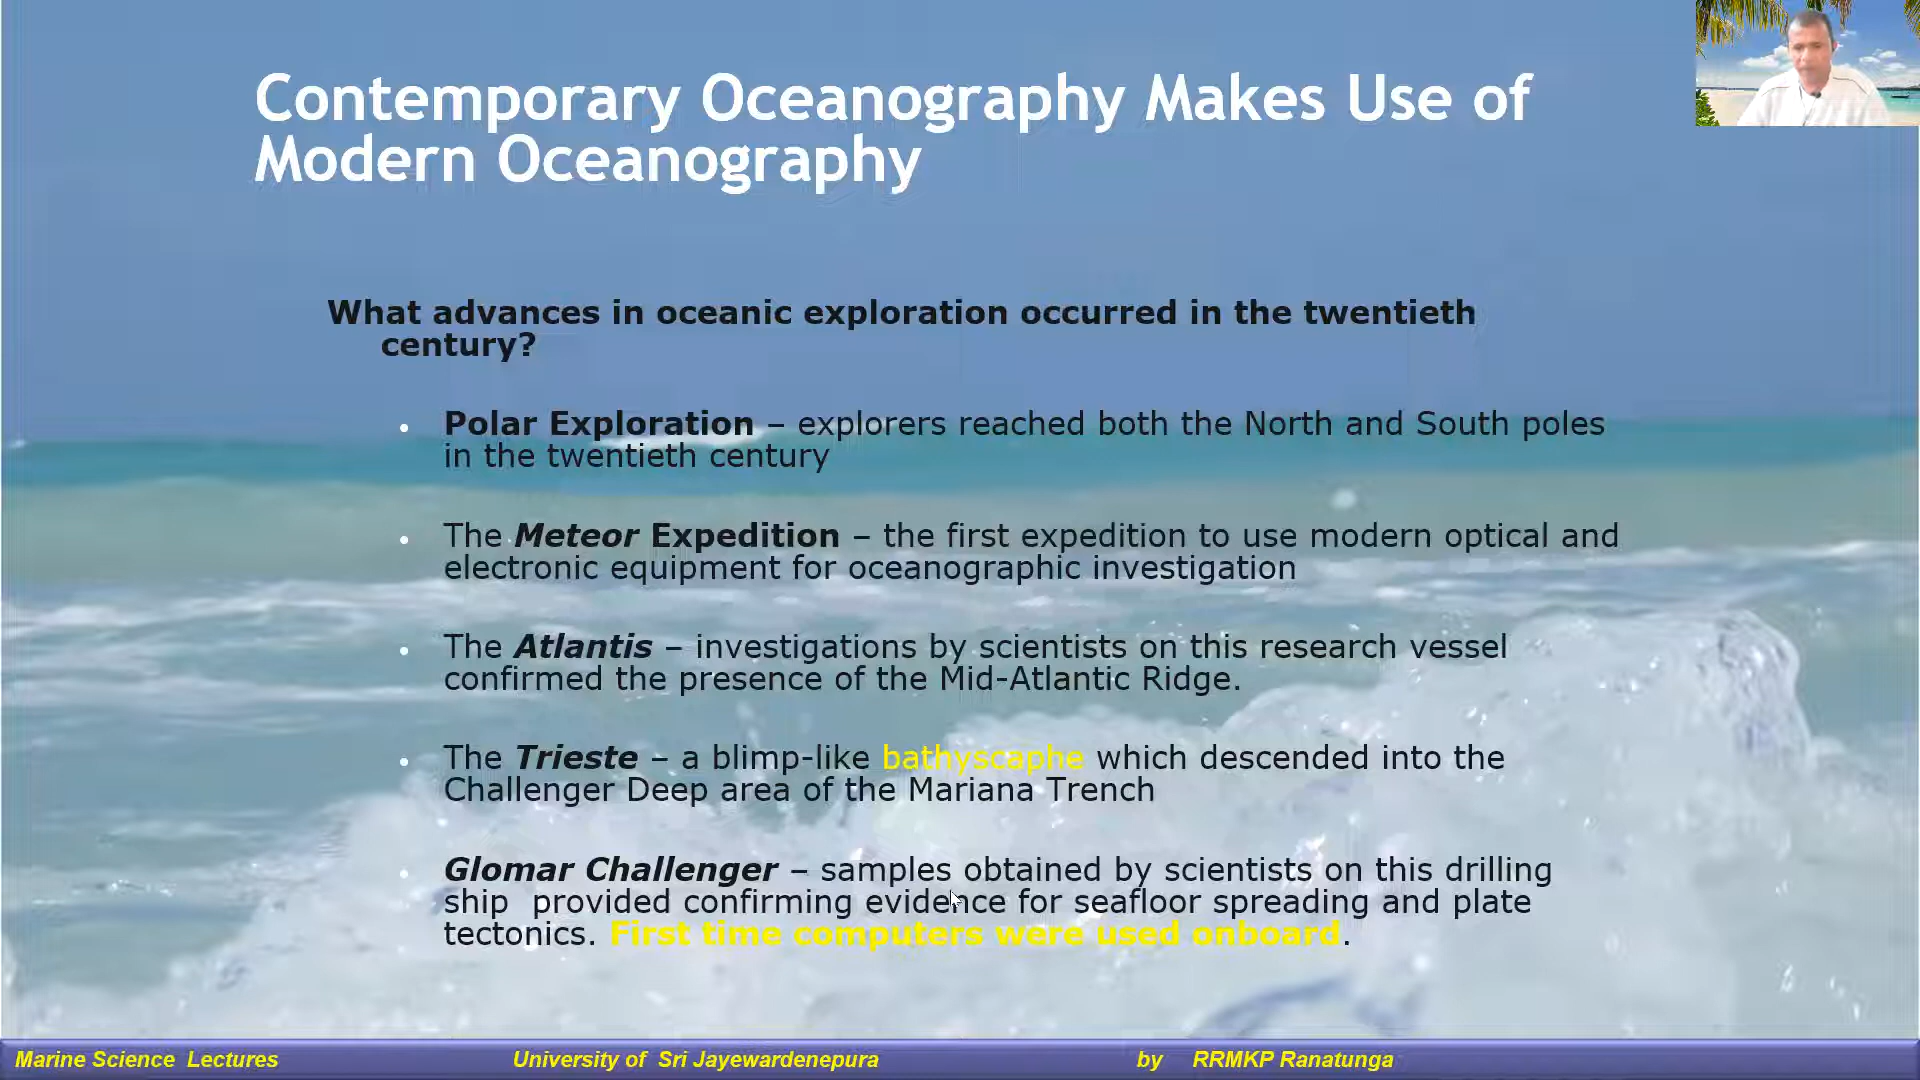 Contemporary Oceanography Makes Use of
Modern Oceanography
What advances in oceanic exploration occurred in the twentieth
century?
• Polar Exploration – explorers reached both the North and South poles
in the twentieth century
• The Meteor Expedition – the first expedition to use modern optical and
electronic equipment for oceanographic investigation
• The Atlantis – investigations by scientists on this research vessel
confirmed the presence of the Mid-Atlantic Ridge.
• The Trieste – a blimp-like bathyscaphe which descended into the
Challenger Deep area of the Mariana Trench
• Glomar Challenger – samples obtained by scientists on this drilling
ship provided confirming evidence for seafloor spreading and plate
tectonics. First time computers were used onboard.
Marine Science Lectures University of Sri Jayewardenepura by RRMKP Ranatunga